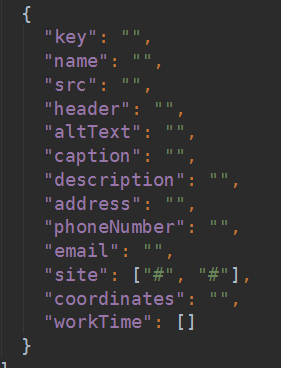 {
"key": "",
"name": "",
"src": "",
"header": "",
"altText": "",
"caption": "",
"description": "",
"address": "",
"phoneNumber": "",
"email": "",
"site": ["#", "#"],
"coordinates": "",
"workTime": []
}
]